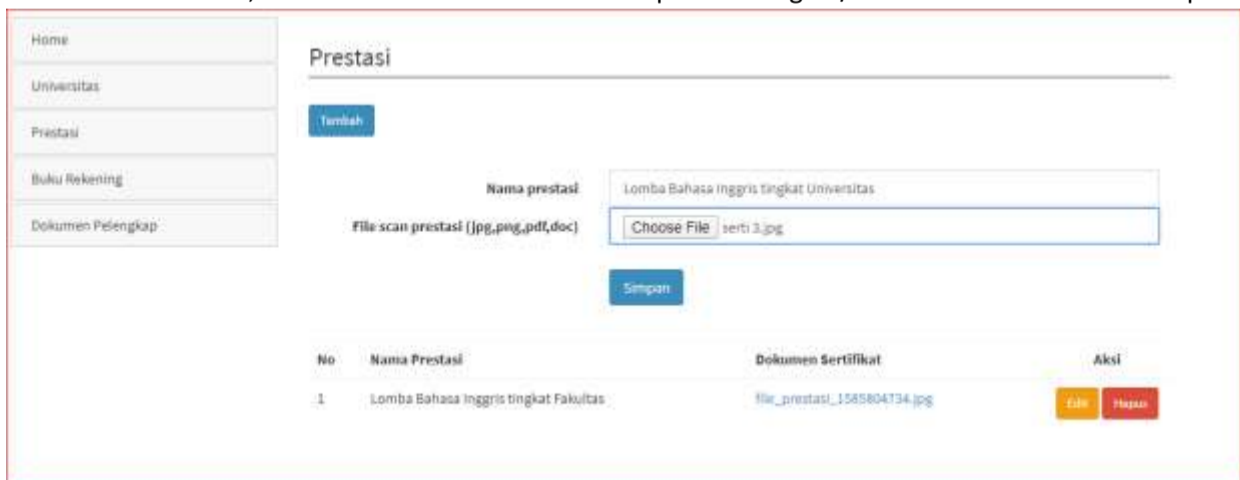 Home
Universitas
Prestasi
Buku Rekening
Dokumen Pelengkap
Prestasi
Tambah
Nama prestasi Lomba Bahasa Inggris tingkat Universitas
File scan prestasi (jpg,png,pdf,doc) Choose File serti 3.jpg
Simpan
No Nama Prestasi Dokumen Sertifikat Aksi
1 Lomba Bahasa Inggris tingkat Fakultas file_prestasi_1585804734.jpg Edit Hapus